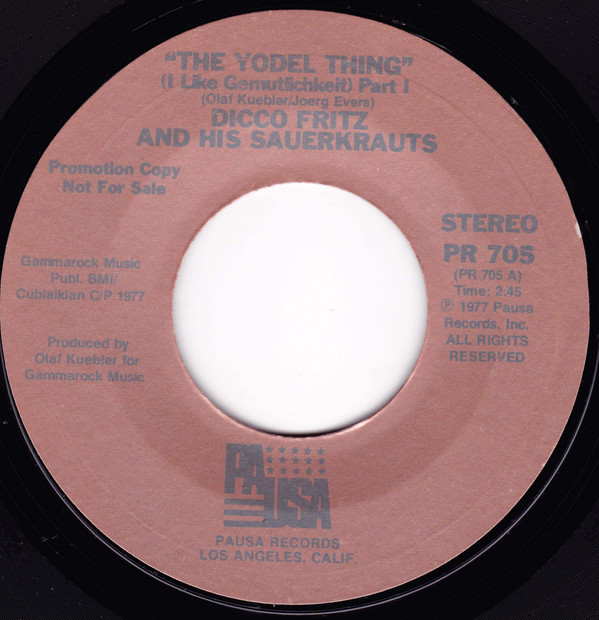 "THE YODEL THING"
(I Like Gemutlichkeit) Part I
(Olaf Kuebler/Joerg Evers)
DICCO FRITZ
AND HIS SAUERKRAUTS
Promotion Copy
Not For Sale
STEREO
PR 705
(PR 705 A)
Time: 2:45
℗ 1977 Pausa
Records, Inc.
ALL RIGHTS
RESERVED
Gammarock Music
Publ. BMI/
Cublaikian C/P 1977
Produced by
Olaf Kuebler for
Gammarock Music
PAUSA
PAUSA RECORDS
LOS ANGELES, CALIF.